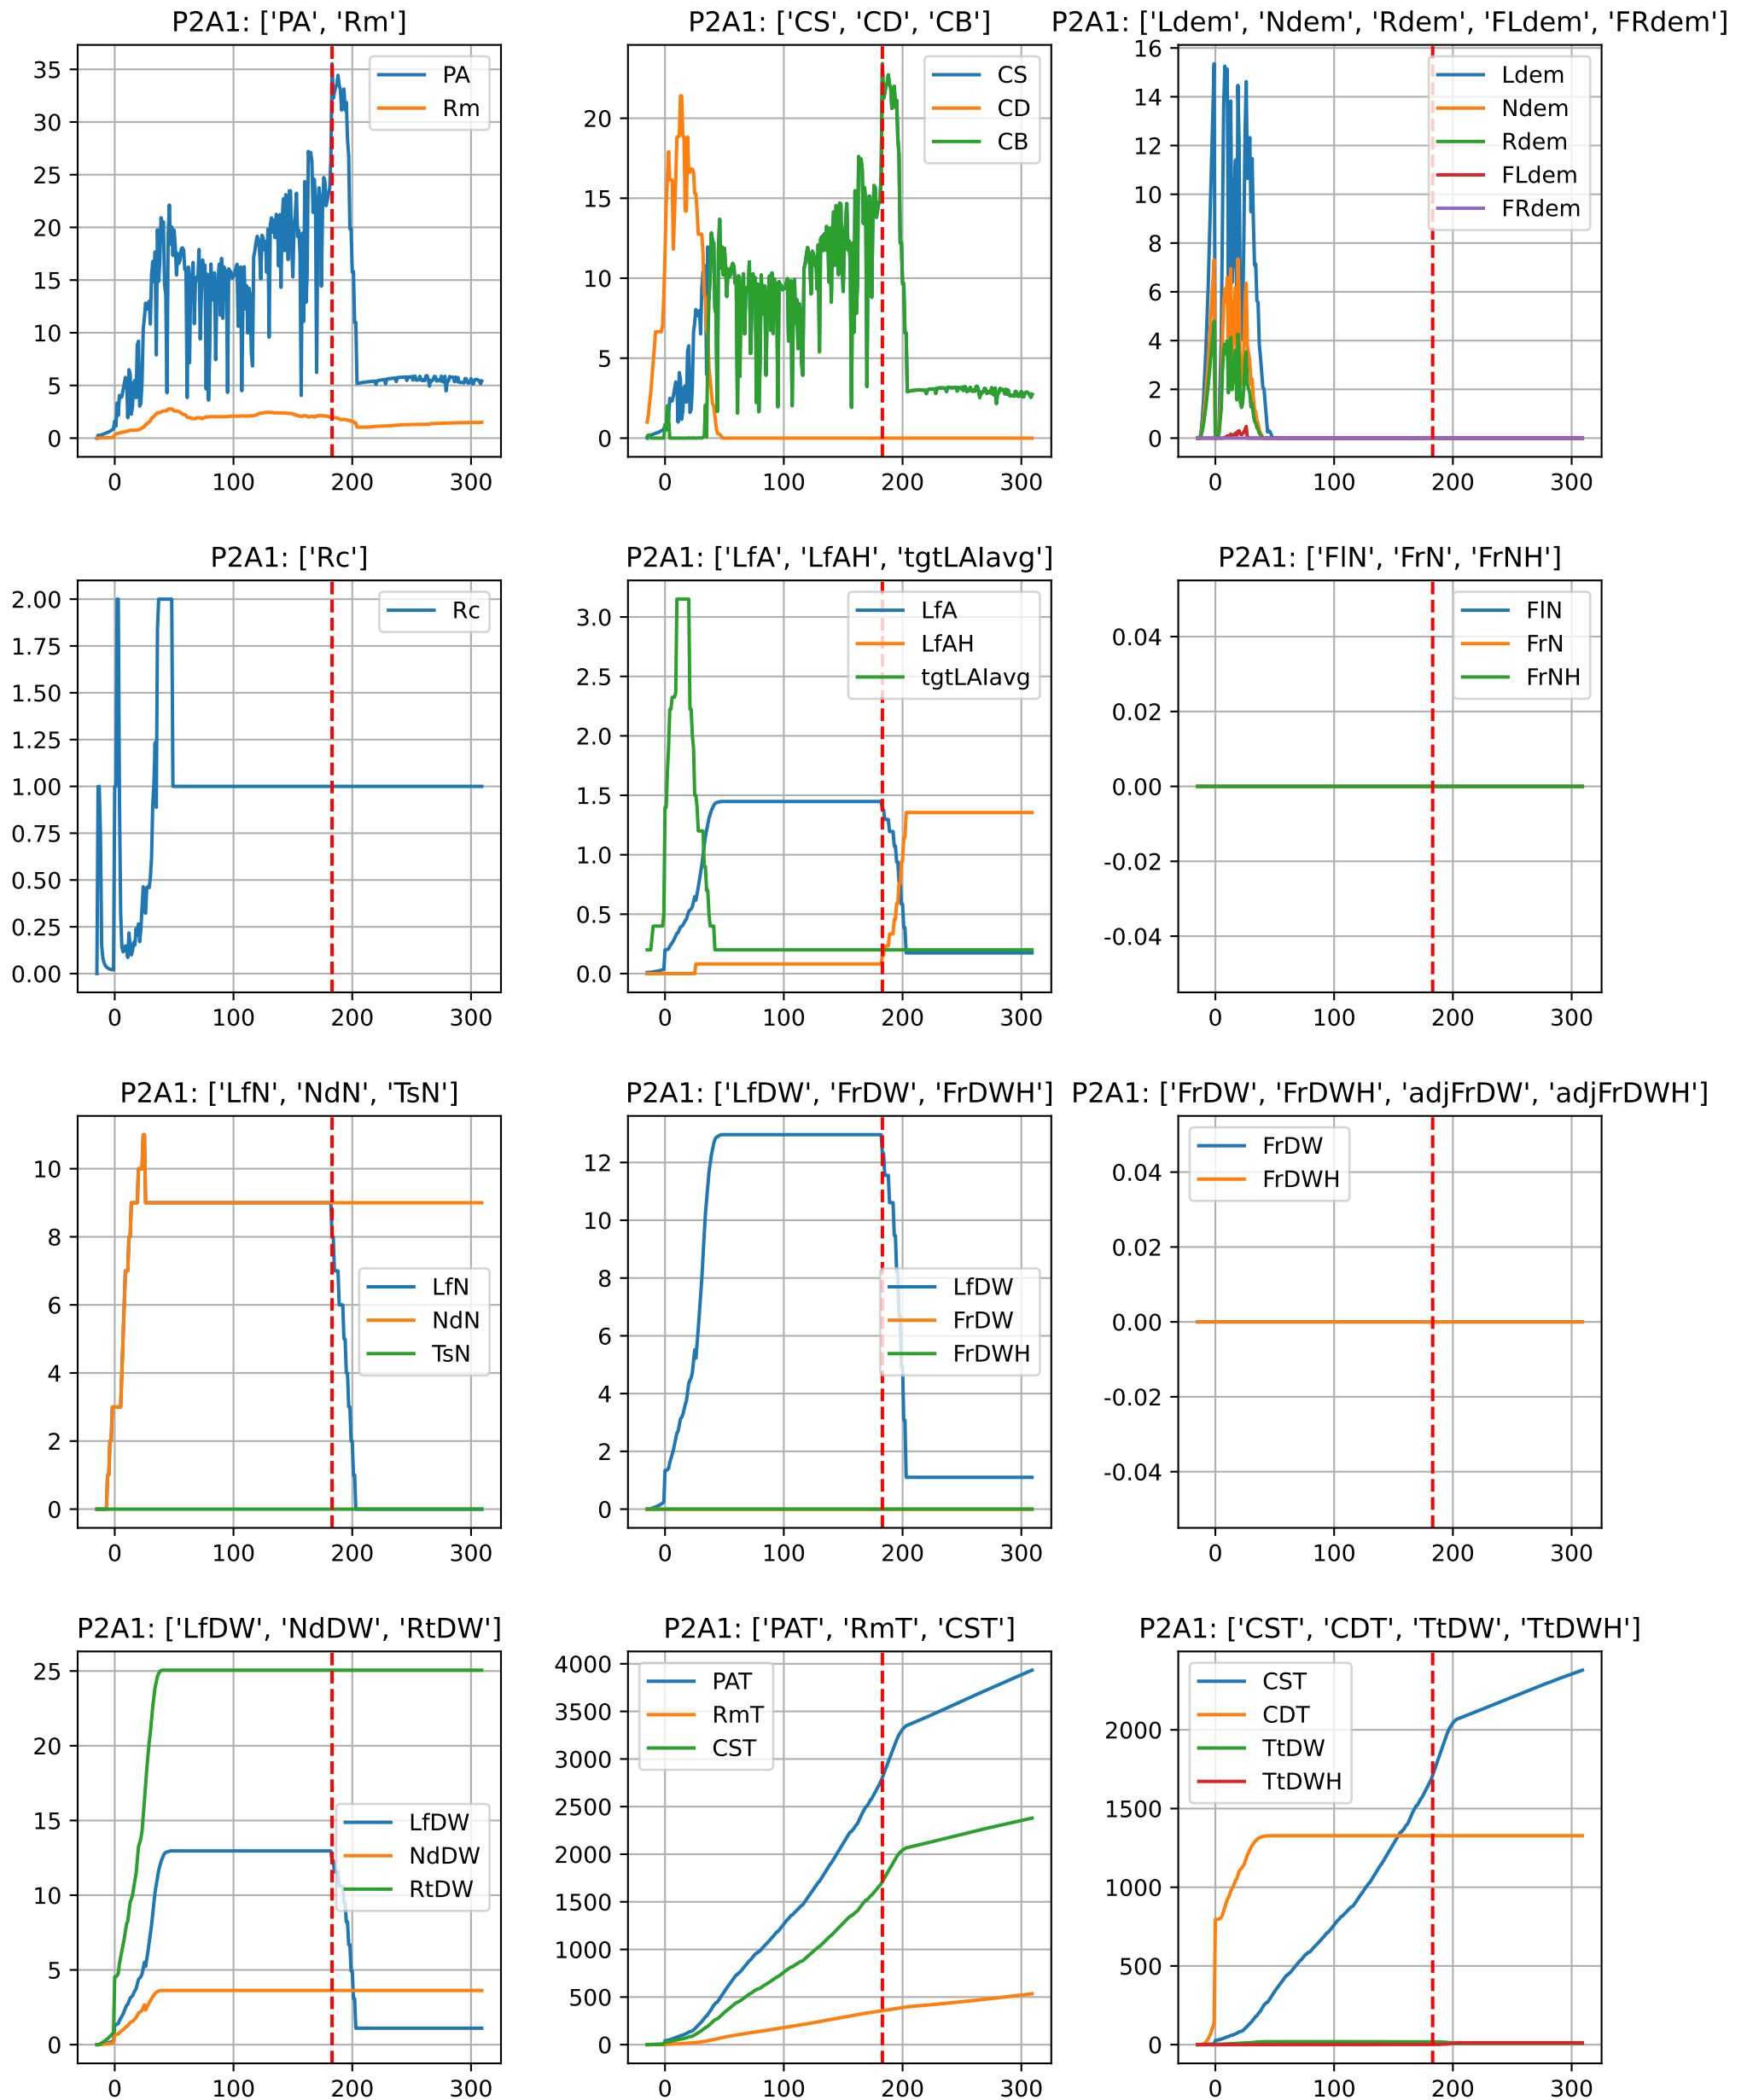 P2A1: ['PA', 'Rm']
35
30
25
20
15
10
5
0
0 100 200 300
PA
Rm
P2A1: ['CS', 'CD', 'CB']
20
15
10
5
0
0 100 200 300
CS
CD
CB
P2A1: ['Ldem', 'Ndem', 'Rdem', 'FLdem', 'FRdem']
16
14
12
10
8
6
4
2
0
0 100 200 300
Ldem
Ndem
Rdem
FLdem
FRdem
P2A1: ['Rc']
2.00
1.75
1.50
1.25
1.00
0.75
0.50
0.25
0.00
0 100 200 300
Rc
P2A1: ['LfA', 'LfAH', 'tgtLAIavg']
3.0
2.5
2.0
1.5
1.0
0.5
0.0
0 100 200 300
LfA
LfAH
tgtLAIavg
P2A1: ['FlN', 'FrN', 'FrNH']
0.04
0.02
0.00
-0.02
-0.04
0 100 200 300
FlN
FrN
FrNH
P2A1: ['LfN', 'NdN', 'TsN']
10
8
6
4
2
0
0 100 200 300
LfN
NdN
TsN
P2A1: ['LfDW', 'FrDW', 'FrDWH']
12
10
8
6
4
2
0
0 100 200 300
LfDW
FrDW
FrDWH
P2A1: ['FrDW', 'FrDWH', 'adjFrDW', 'adjFrDWH']
0.04
0.02
0.00
-0.02
-0.04
0 100 200 300
FrDW
FrDWH
P2A1: ['LfDW', 'NdDW', 'RtDW']
25
20
15
10
5
0
0 100 200 300
LfDW
NdDW
RtDW
P2A1: ['PAT', 'RmT', 'CST']
4000
3500
3000
2500
2000
1500
1000
500
0
0 100 200 300
PAT
RmT
CST
P2A1: ['CST', 'CDT', 'TtDW', 'TtDWH']
2000
1500
1000
500
0
0 100 200 300
CST
CDT
TtDW
TtDWH